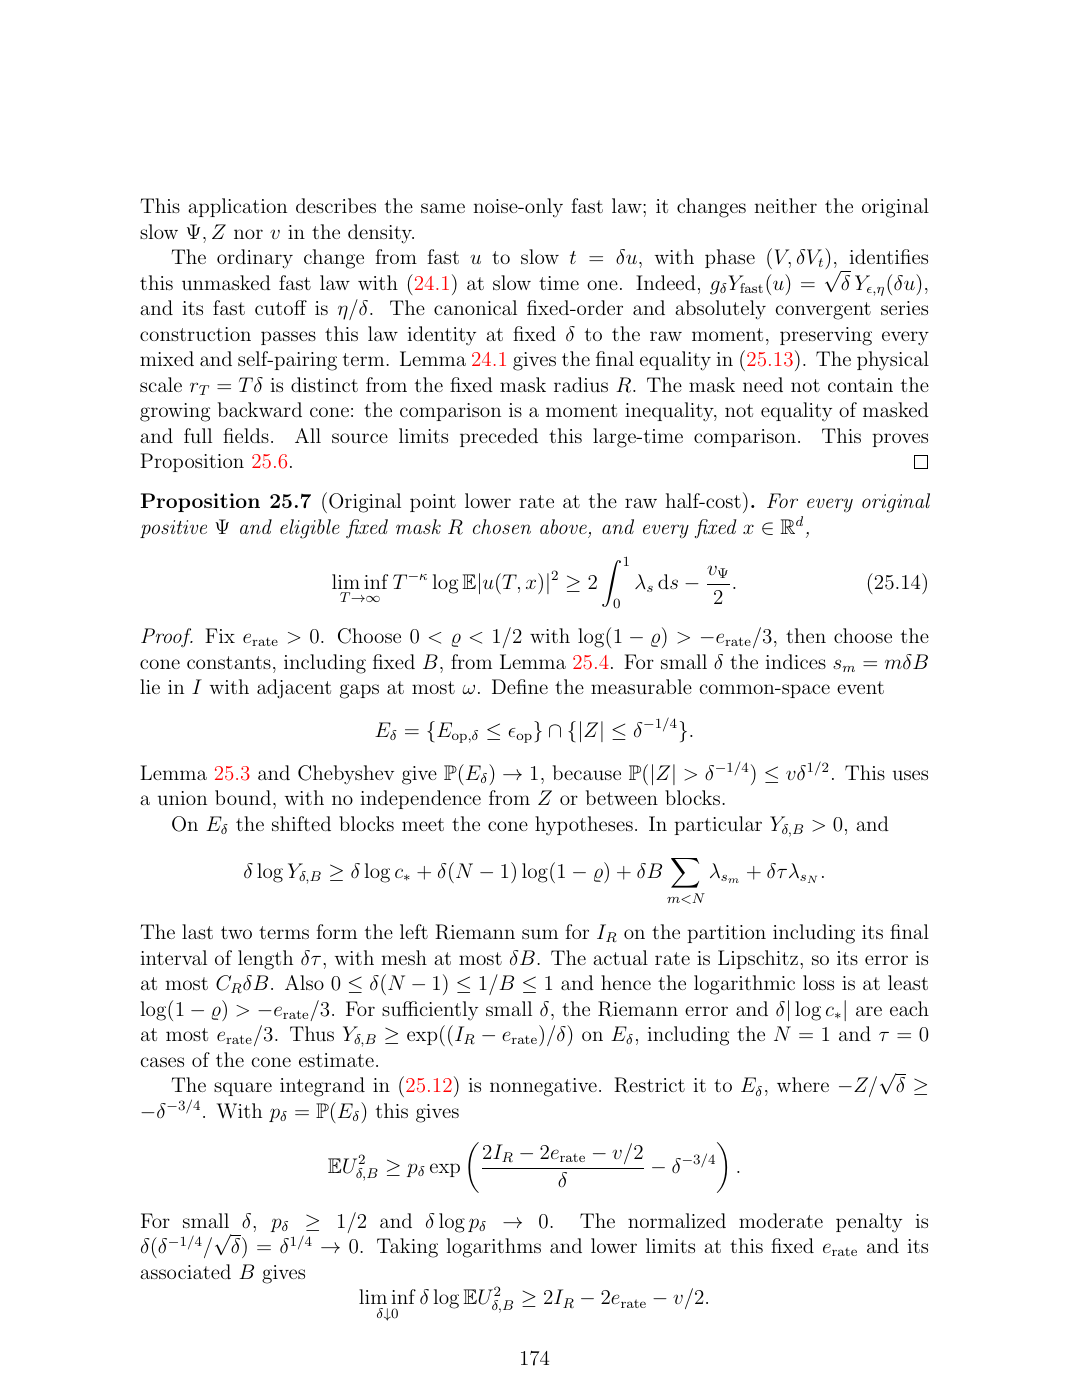 This application describes the same noise-only fast law; it changes neither the original
slow Ψ, Z nor v in the density.
The ordinary change from fast u to slow t = δu, with phase (V, δV_t), identifies
this unmasked fast law with (24.1) at slow time one. Indeed, g_δY_fast(u) = √δ Y_{ϵ,η}(δu),
and its fast cutoff is η/δ. The canonical fixed-order and absolutely convergent series
construction passes this law identity at fixed δ to the raw moment, preserving every
mixed and self-pairing term. Lemma 24.1 gives the final equality in (25.13). The physical
scale r_T = Tδ is distinct from the fixed mask radius R. The mask need not contain the
growing backward cone: the comparison is a moment inequality, not equality of masked
and full fields. All source limits preceded this large-time comparison. This proves
Proposition 25.6. □
Proposition 25.7 (Original point lower rate at the raw half-cost). For every original
positive Ψ and eligible fixed mask R chosen above, and every fixed x ∈ ℝ^d,
lim inf_{T→∞} T^{−κ} log 𝔼|u(T, x)|² ≥ 2 ∫_0^1 λ_s ds − v_Ψ/2. (25.14)
Proof. Fix e_rate > 0. Choose 0 < ϱ < 1/2 with log(1 − ϱ) > −e_rate/3, then choose the
cone constants, including fixed B, from Lemma 25.4. For small δ the indices s_m = mδB
lie in I with adjacent gaps at most ω. Define the measurable common-space event
E_δ = {E_{op,δ} ≤ ϵ_op} ∩ {|Z| ≤ δ^{−1/4}}.
Lemma 25.3 and Chebyshev give ℙ(E_δ) → 1, because ℙ(|Z| > δ^{−1/4}) ≤ vδ^{1/2}. This uses
a union bound, with no independence from Z or between blocks.
On E_δ the shifted blocks meet the cone hypotheses. In particular Y_{δ,B} > 0, and
δ log Y_{δ,B} ≥ δ log c_* + δ(N − 1) log(1 − ϱ) + δB ∑_{m<N} λ_{s_m} + δτλ_{s_N}.
The last two terms form the left Riemann sum for I_R on the partition including its final
interval of length δτ, with mesh at most δB. The actual rate is Lipschitz, so its error is
at most C_RδB. Also 0 ≤ δ(N − 1) ≤ 1/B ≤ 1 and hence the logarithmic loss is at least
log(1 − ϱ) > −e_rate/3. For sufficiently small δ, the Riemann error and δ| log c_*| are each
at most e_rate/3. Thus Y_{δ,B} ≥ exp((I_R − e_rate)/δ) on E_δ, including the N = 1 and τ = 0
cases of the cone estimate.
The square integrand in (25.12) is nonnegative. Restrict it to E_δ, where −Z/√δ ≥
−δ^{−3/4}. With p_δ = ℙ(E_δ) this gives
𝔼U²_{δ,B} ≥ p_δ exp ( (2I_R − 2e_rate − v/2)/δ − δ^{−3/4} ).
For small δ, p_δ ≥ 1/2 and δ log p_δ → 0. The normalized moderate penalty is
δ(δ^{−1/4}/√δ) = δ^{1/4} → 0. Taking logarithms and lower limits at this fixed e_rate and its
associated B gives
lim inf_{δ↓0} δ log 𝔼U²_{δ,B} ≥ 2I_R − 2e_rate − v/2.
174